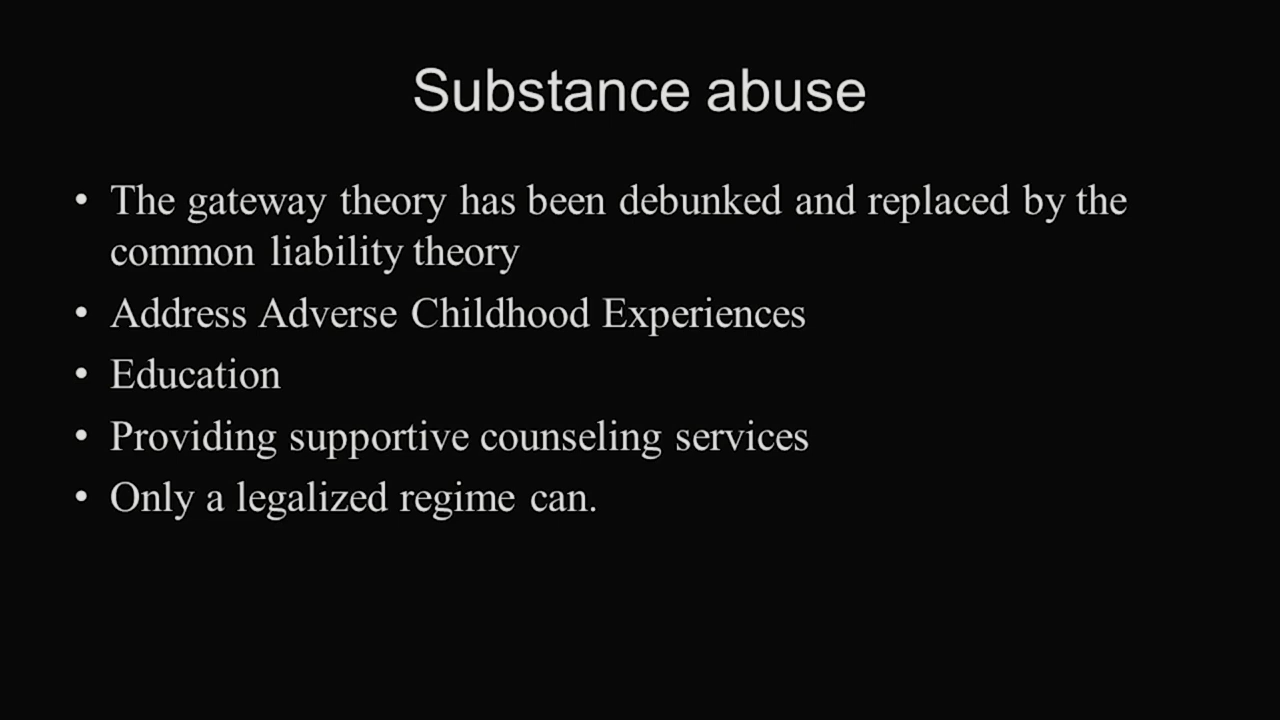 Substance abuse
• The gateway theory has been debunked and replaced by the
common liability theory
• Address Adverse Childhood Experiences
• Education
• Providing supportive counseling services
• Only a legalized regime can.